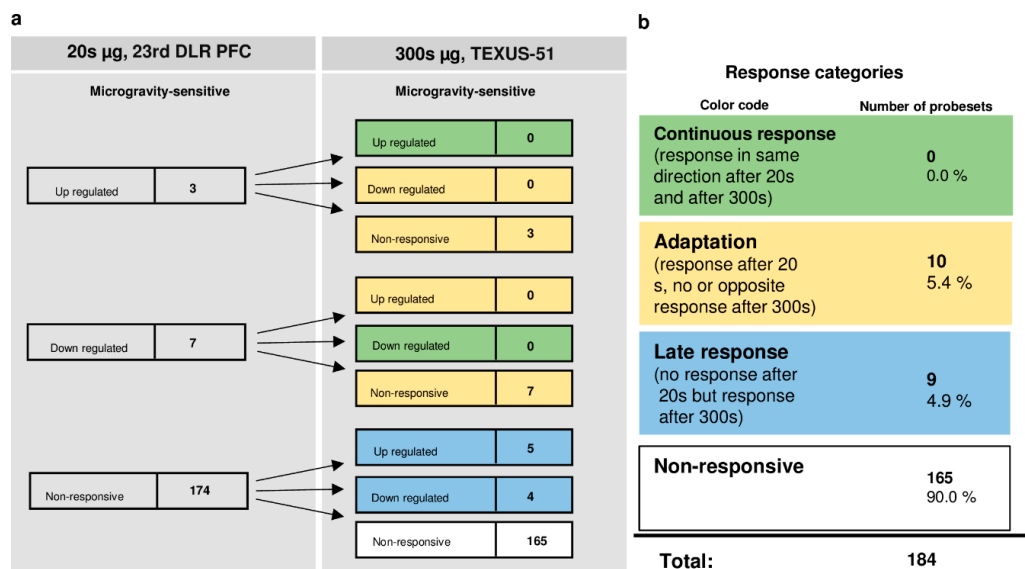 a
20s µg, 23rd DLR PFC
300s µg, TEXUS-51
Microgravity-sensitive
Microgravity-sensitive
Up regulated 3
Up regulated 0
Down regulated 0
Non-responsive 3
Down regulated 7
Up regulated 0
Down regulated 0
Non-responsive 7
Non-responsive 174
Up regulated 5
Down regulated 4
Non-responsive 165
b
Response categories
Color code Number of probesets
Continuous response
(response in same
direction after 20s
and after 300s)
0
0.0 %
Adaptation
(response after 20
s, no or opposite
response after 300s)
10
5.4 %
Late response
(no response after
20s but response
after 300s)
9
4.9 %
Non-responsive
165
90.0 %
Total: 184